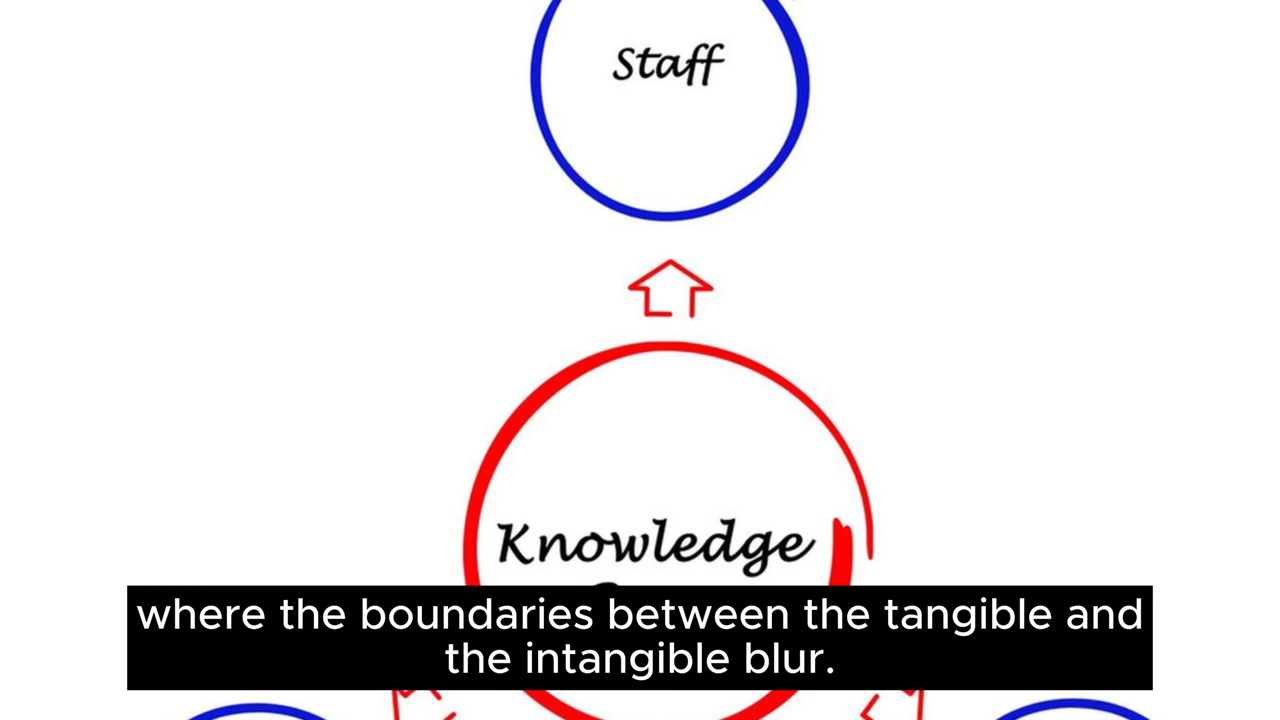 Staff
Knowledge
where the boundaries between the tangible and
the intangible blur.